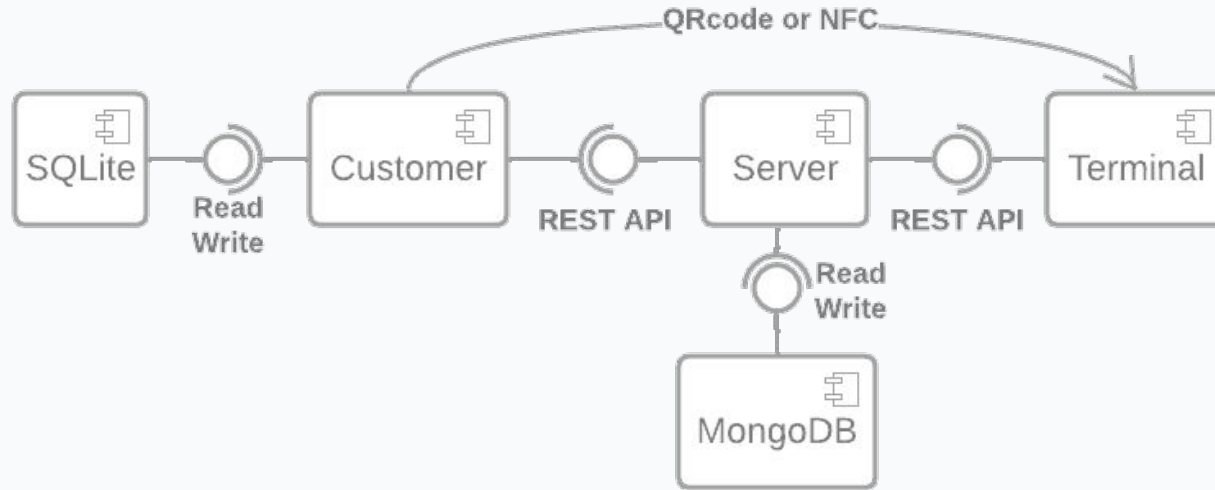 QRcode or NFC
SQLite
Customer
Server
Terminal
Read
Write
REST API
REST API
Read
Write
MongoDB